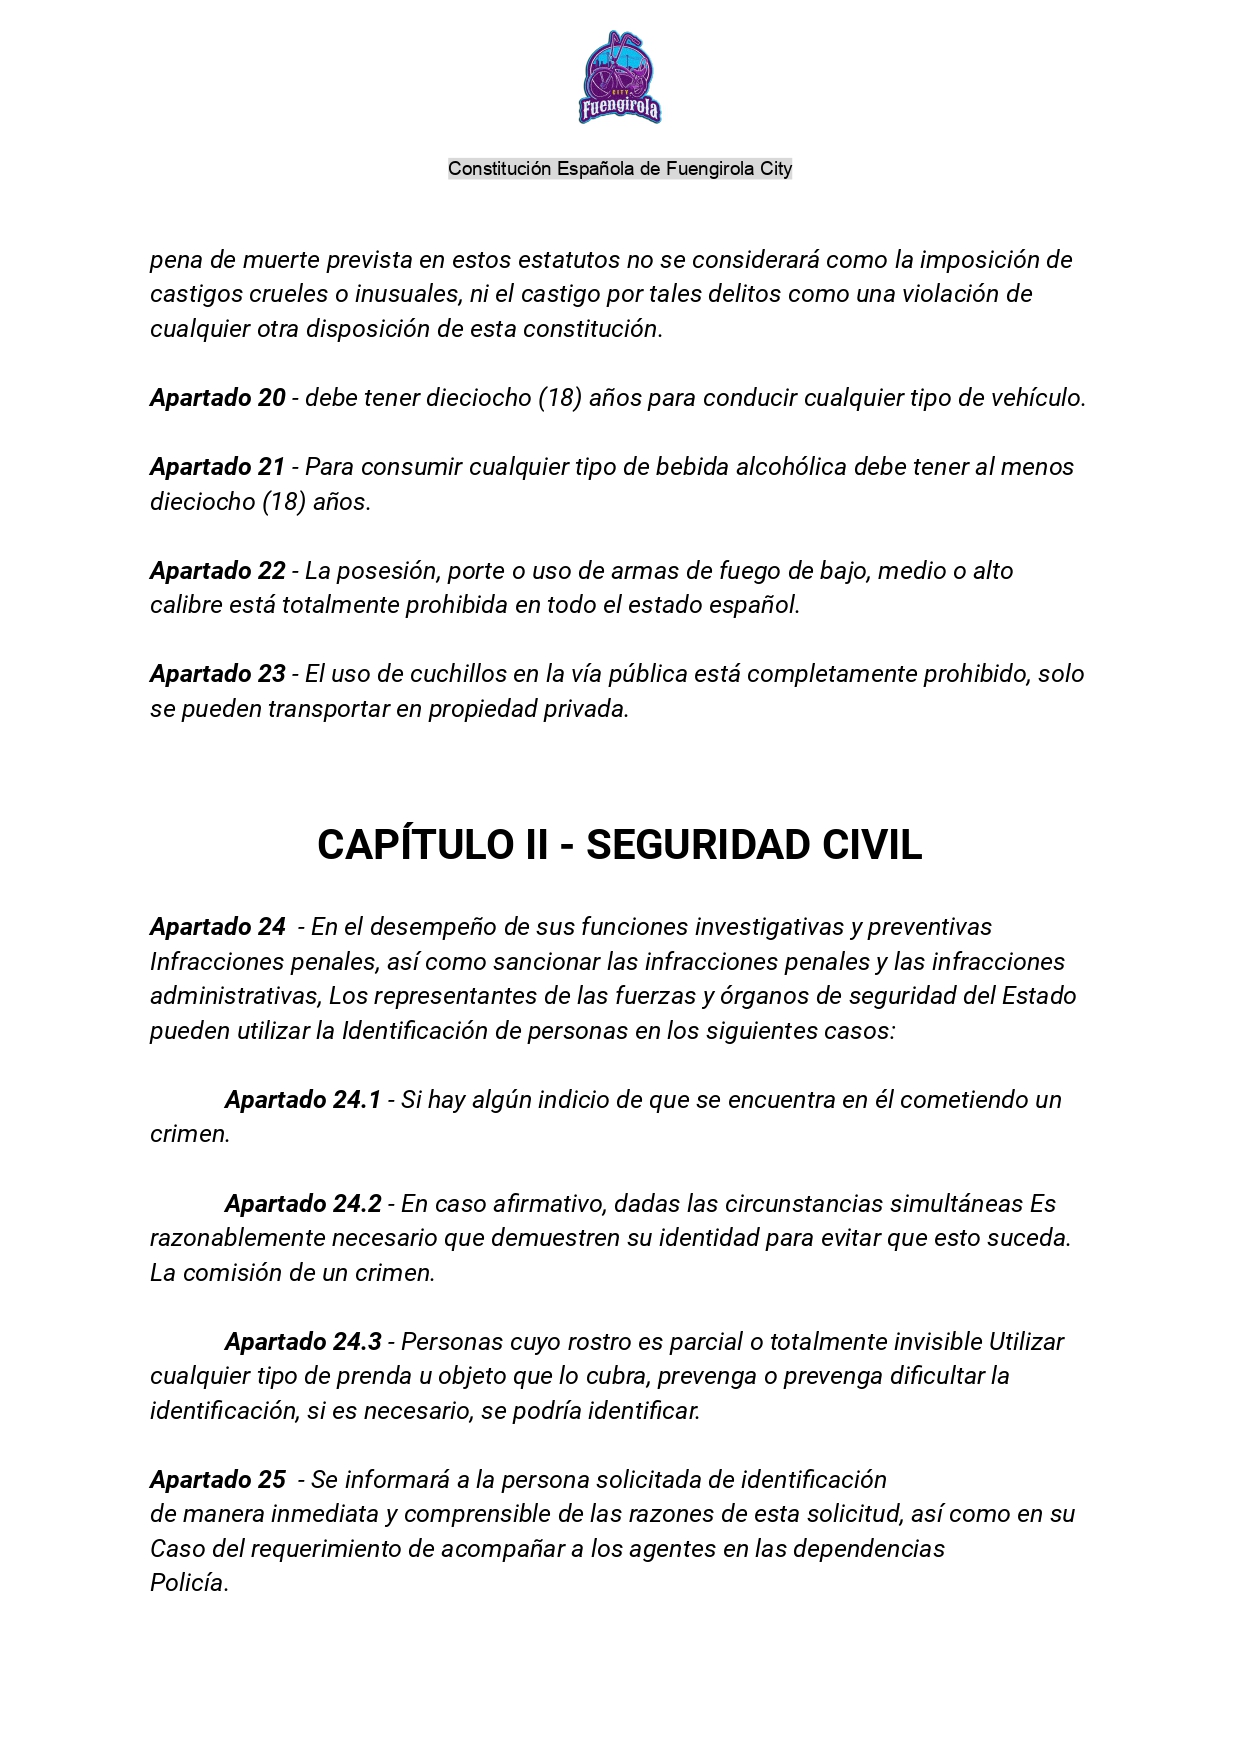 CITY
Fuengirola
Constitución Española de Fuengirola City
pena de muerte prevista en estos estatutos no se considerará como la imposición de
castigos crueles o inusuales, ni el castigo por tales delitos como una violación de
cualquier otra disposición de esta constitución.
Apartado 20 - debe tener dieciocho (18) años para conducir cualquier tipo de vehículo.
Apartado 21 - Para consumir cualquier tipo de bebida alcohólica debe tener al menos
dieciocho (18) años.
Apartado 22 - La posesión, porte o uso de armas de fuego de bajo, medio o alto
calibre está totalmente prohibida en todo el estado español.
Apartado 23 - El uso de cuchillos en la vía pública está completamente prohibido, solo
se pueden transportar en propiedad privada.
CAPÍTULO II - SEGURIDAD CIVIL
Apartado 24  - En el desempeño de sus funciones investigativas y preventivas
Infracciones penales, así como sancionar las infracciones penales y las infracciones
administrativas, Los representantes de las fuerzas y órganos de seguridad del Estado
pueden utilizar la Identificación de personas en los siguientes casos:
Apartado 24.1 - Si hay algún indicio de que se encuentra en él cometiendo un
crimen.
Apartado 24.2 - En caso afirmativo, dadas las circunstancias simultáneas Es
razonablemente necesario que demuestren su identidad para evitar que esto suceda.
La comisión de un crimen.
Apartado 24.3 - Personas cuyo rostro es parcial o totalmente invisible Utilizar
cualquier tipo de prenda u objeto que lo cubra, prevenga o prevenga dificultar la
identificación, si es necesario, se podría identificar.
Apartado 25  - Se informará a la persona solicitada de identificación
de manera inmediata y comprensible de las razones de esta solicitud, así como en su
Caso del requerimiento de acompañar a los agentes en las dependencias
Policía.